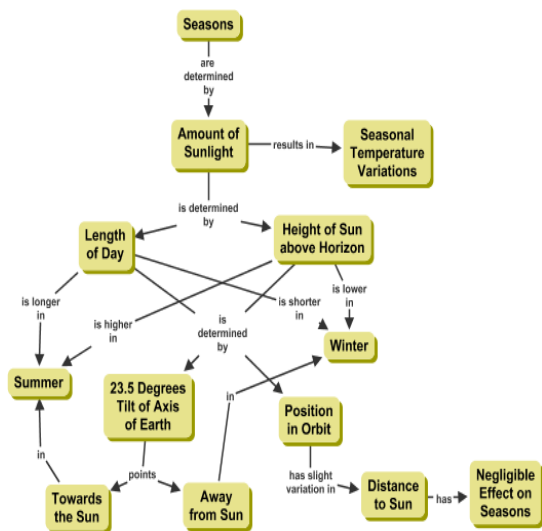 Seasons
are
determined
by
Amount of
Sunlight
results in
Seasonal
Temperature
Variations
is determined
by
Length
of Day
Height of Sun
above Horizon
is longer
in
is higher
in
is
determined
by
is shorter
in
is lower
in
Summer
23.5 Degrees
Tilt of Axis
of Earth
in
Winter
Position
in Orbit
in
points
has slight
variation in
Towards
the Sun
Away
from Sun
Distance
to Sun
has
Negligible
Effect on
Seasons